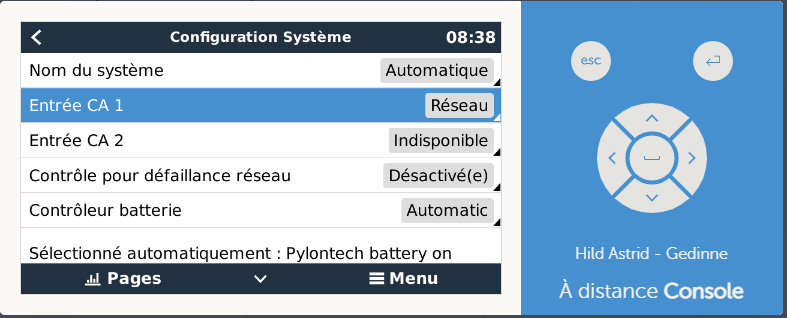 Configuration Système 08:38
Nom du système Automatique
Entrée CA 1 Réseau
Entrée CA 2 Indisponible
Contrôle pour défaillance réseau Désactivé(e)
Contrôleur batterie Automatic
Sélectionné automatiquement : Pylontech battery on
Pages Menu
esc
Hild Astrid - Gedinne
À distance Console